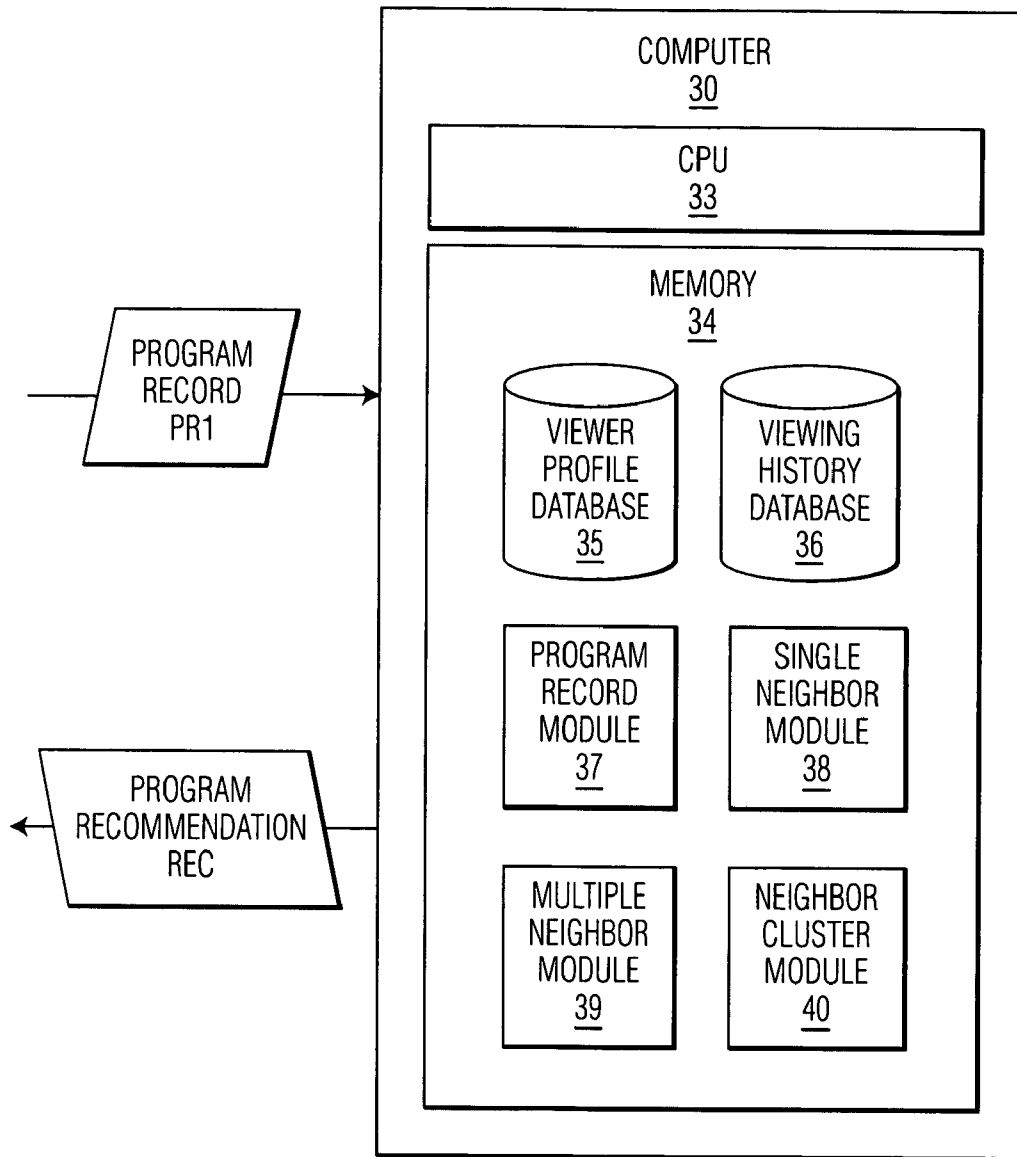 COMPUTER
30
CPU
33
MEMORY
34
PROGRAM
RECORD
PR1
VIEWER
PROFILE
DATABASE
35
VIEWING
HISTORY
DATABASE
36
PROGRAM
RECORD
MODULE
37
SINGLE
NEIGHBOR
MODULE
38
PROGRAM
RECOMMENDATION
REC
MULTIPLE
NEIGHBOR
MODULE
39
NEIGHBOR
CLUSTER
MODULE
40